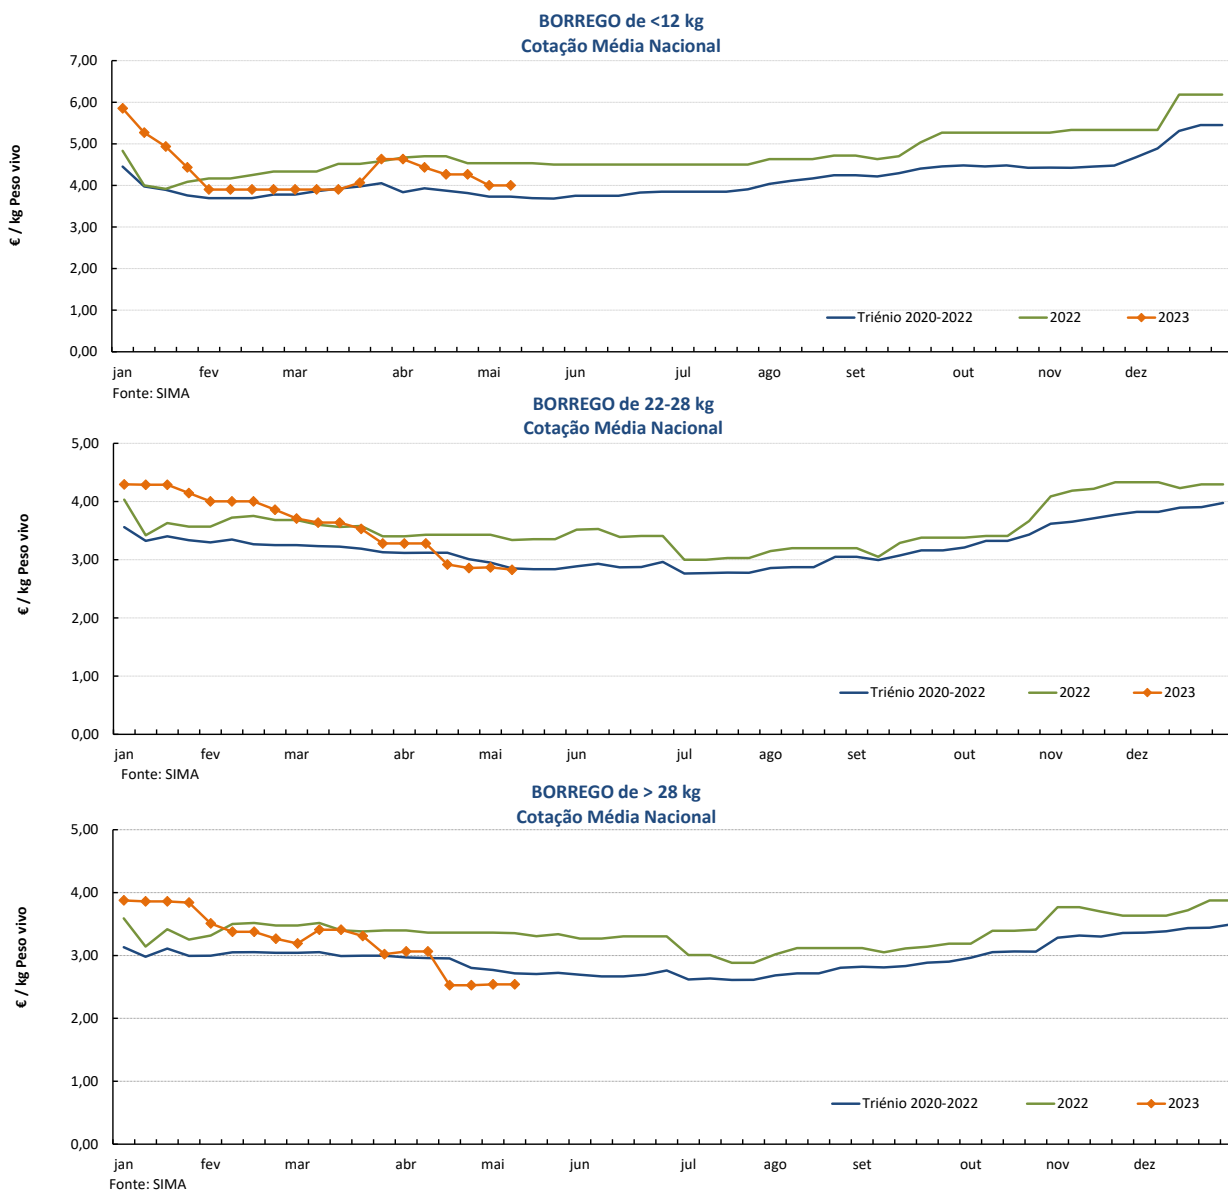 BORREGO de <12 kg
Cotação Média Nacional
7,00
6,00
5,00
4,00
3,00
2,00
1,00
0,00
€ / kg Peso vivo
Triénio 2020-2022 2022 2023
jan fev mar abr mai jun jul ago set out nov dez
Fonte: SIMA
BORREGO de 22-28 kg
Cotação Média Nacional
5,00
4,00
3,00
2,00
1,00
0,00
€ / kg Peso vivo
Triénio 2020-2022 2022 2023
jan fev mar abr mai jun jul ago set out nov dez
Fonte: SIMA
BORREGO de > 28 kg
Cotação Média Nacional
5,00
4,00
3,00
2,00
1,00
0,00
€ / kg Peso vivo
Triénio 2020-2022 2022 2023
jan fev mar abr mai jun jul ago set out nov dez
Fonte: SIMA